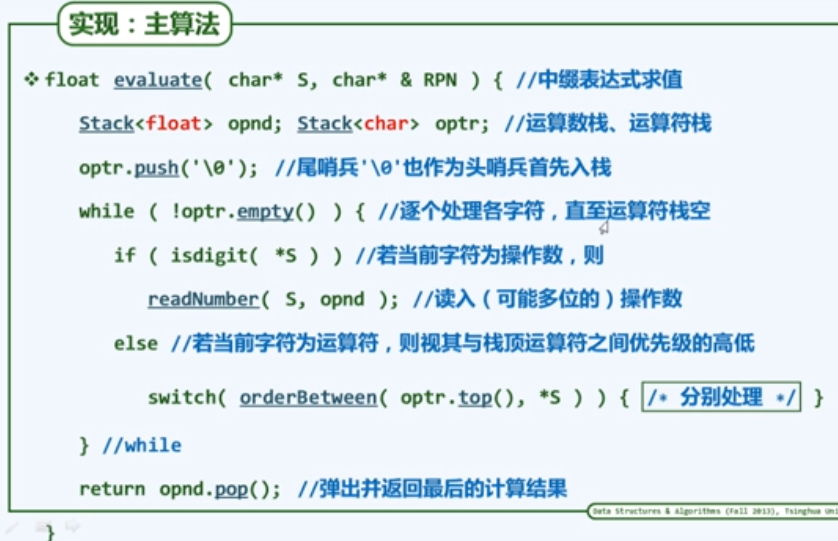 实现：主算法
❖ float evaluate( char* S, char* & RPN ) { //中缀表达式求值
Stack<float> opnd; Stack<char> optr; //运算数栈、运算符栈
optr.push('\0'); //尾哨兵'\0'也作为头哨兵首先入栈
while ( !optr.empty() ) { //逐个处理各字符，直至运算符栈空
if ( isdigit( *S ) ) //若当前字符为操作数，则
readNumber( S, opnd ); //读入（可能多位的）操作数
else //若当前字符为运算符，则视其与栈顶运算符之间优先级的高低
switch( orderBetween( optr.top(), *S ) ) { /* 分别处理 */ }
} //while
return opnd.pop(); //弹出并返回最后的计算结果
Data Structures & Algorithms (Fall 2013), Tsinghua Uni
}